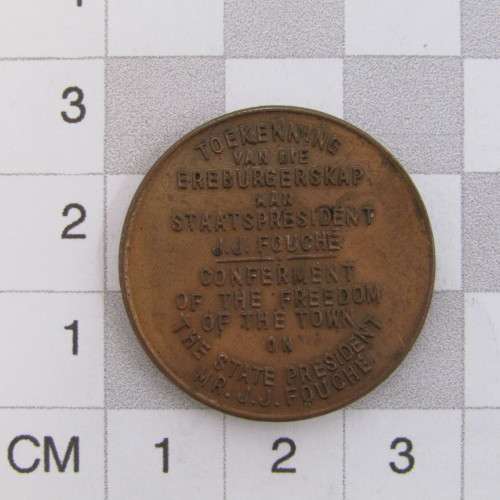 3
2
1
CM 1 2 3
TOEKENNING
VAN DIE
EREBURGERSKAP
AAN
STAATSPRESIDENT
J.J. FOUCHÉ
CONFERMENT
OF THE FREEDOM
OF THE TOWN
ON
THE STATE PRESIDENT
MR. J.J. FOUCHÉ